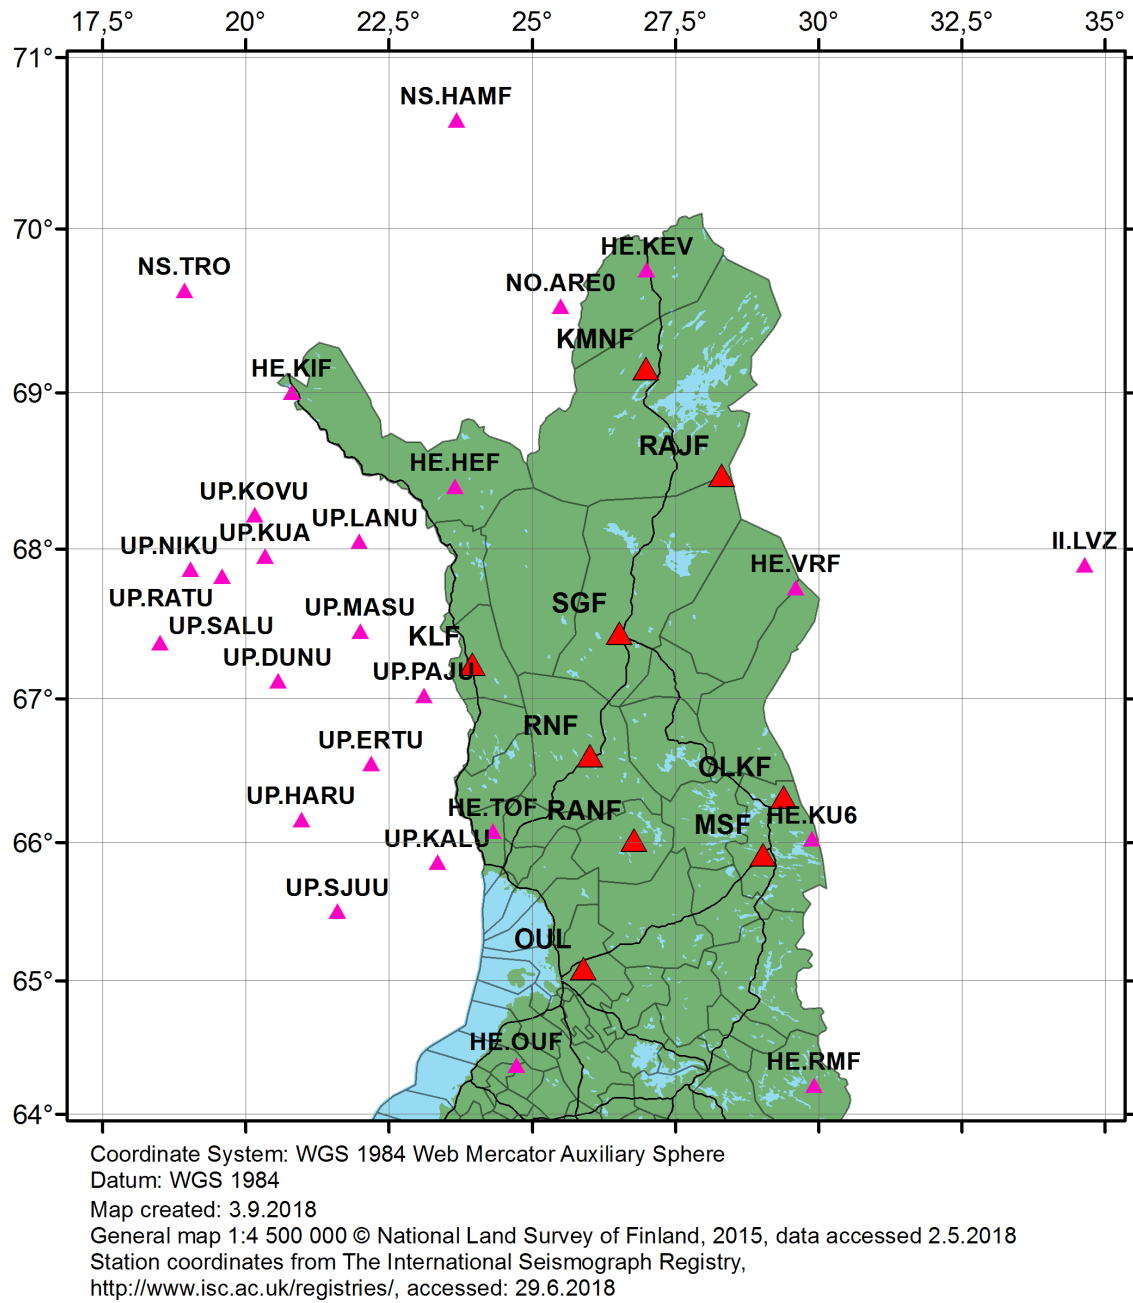 17,5° 20° 22,5° 25° 27,5° 30° 32,5° 35°
71°
NS.HAMF
70°
HE.KEV
NS.TRO
NO.ARE0
KMNF
HE.KIF
69°
RAJF
HE.HEF
UP.KOVU
UP.LANU
UP.KUA
UP.NIKU
II.LVZ
68°
HE.VRF
UP.RATU
SGF
UP.MASU
UP.SALU
KLF
UP.DUNU
UP.PAJU
67°
RNF
UP.ERTU
OLKF
UP.HARU
HE.TOF
RANF
HE.KU6
MSF
UP.KALU
66°
UP.SJUU
OUL
65°
HE.OUF
HE.RMF
64°
Coordinate System: WGS 1984 Web Mercator Auxiliary Sphere
Datum: WGS 1984
Map created: 3.9.2018
General map 1:4 500 000 © National Land Survey of Finland, 2015, data accessed 2.5.2018
Station coordinates from The International Seismograph Registry,
http://www.isc.ac.uk/registries/, accessed: 29.6.2018